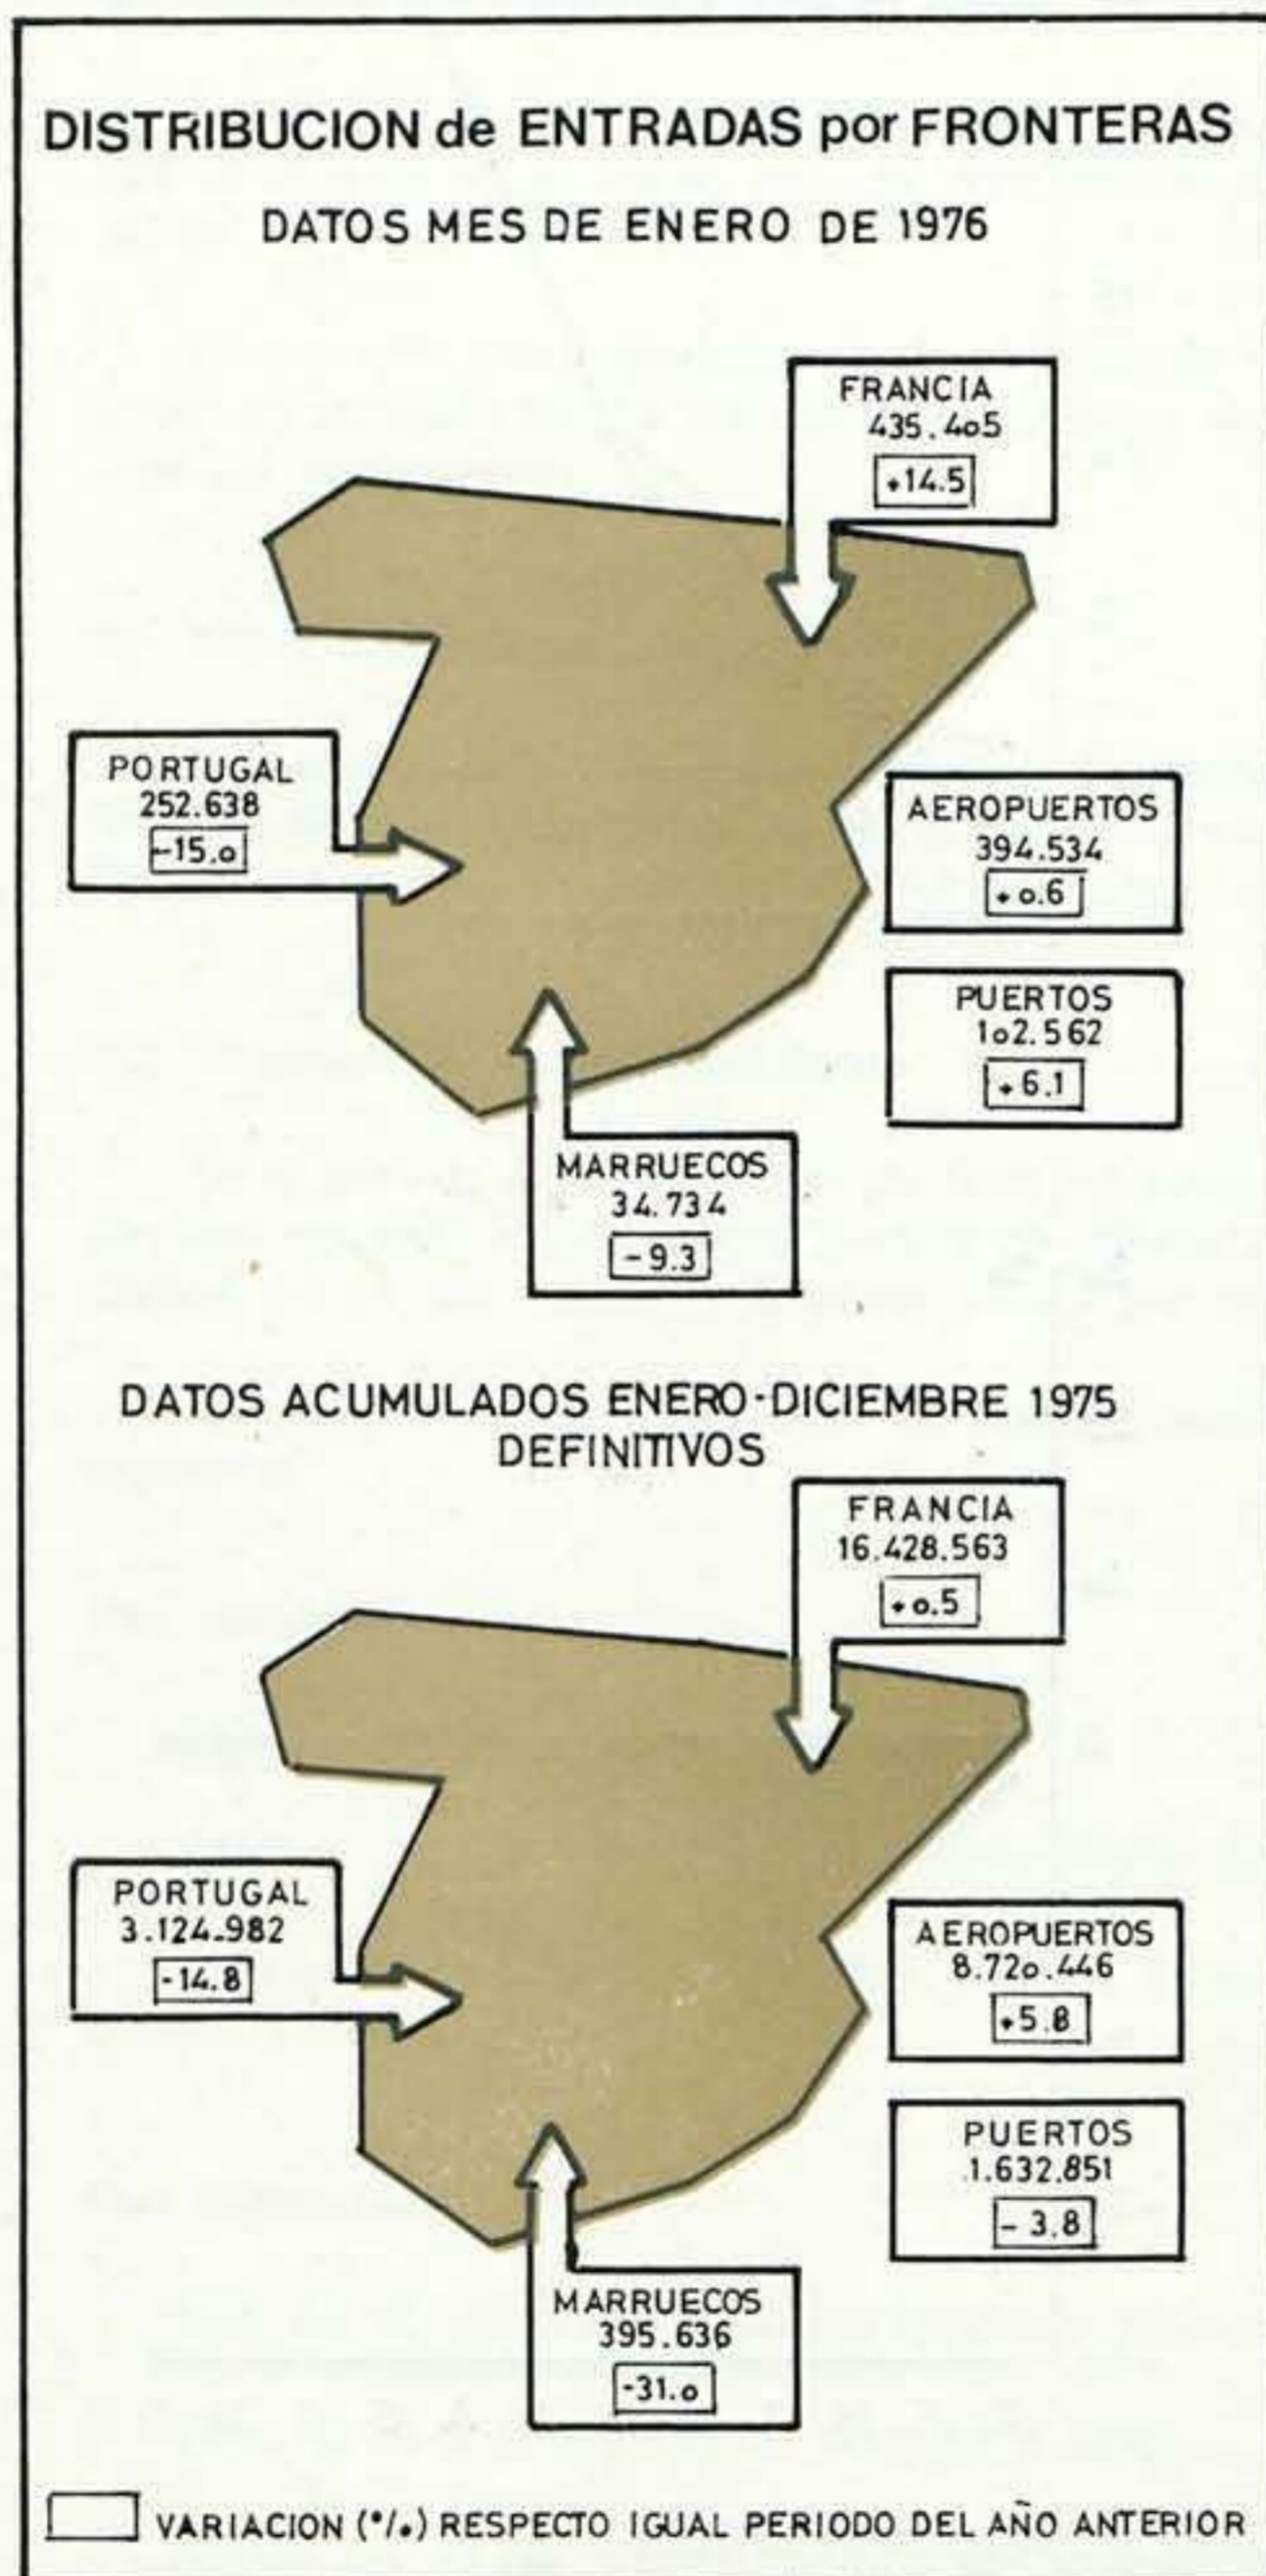 DISTRIBUCION de ENTRADAS por FRONTERAS
DATOS MES DE ENERO DE 1976
FRANCIA
435.405
+14.5
PORTUGAL
252.638
-15.0
AEROPUERTOS
394.534
+0.6
PUERTOS
102.562
+6.1
MARRUECOS
34.734
-9.3
DATOS ACUMULADOS ENERO-DICIEMBRE 1975
DEFINITIVOS
FRANCIA
16.428.563
+0.5
PORTUGAL
3.124.982
-14.8
AEROPUERTOS
8.720.446
+5.8
PUERTOS
1.632.851
-3.8
MARRUECOS
395.636
-31.0
VARIACION (%) RESPECTO IGUAL PERIODO DEL AÑO ANTERIOR